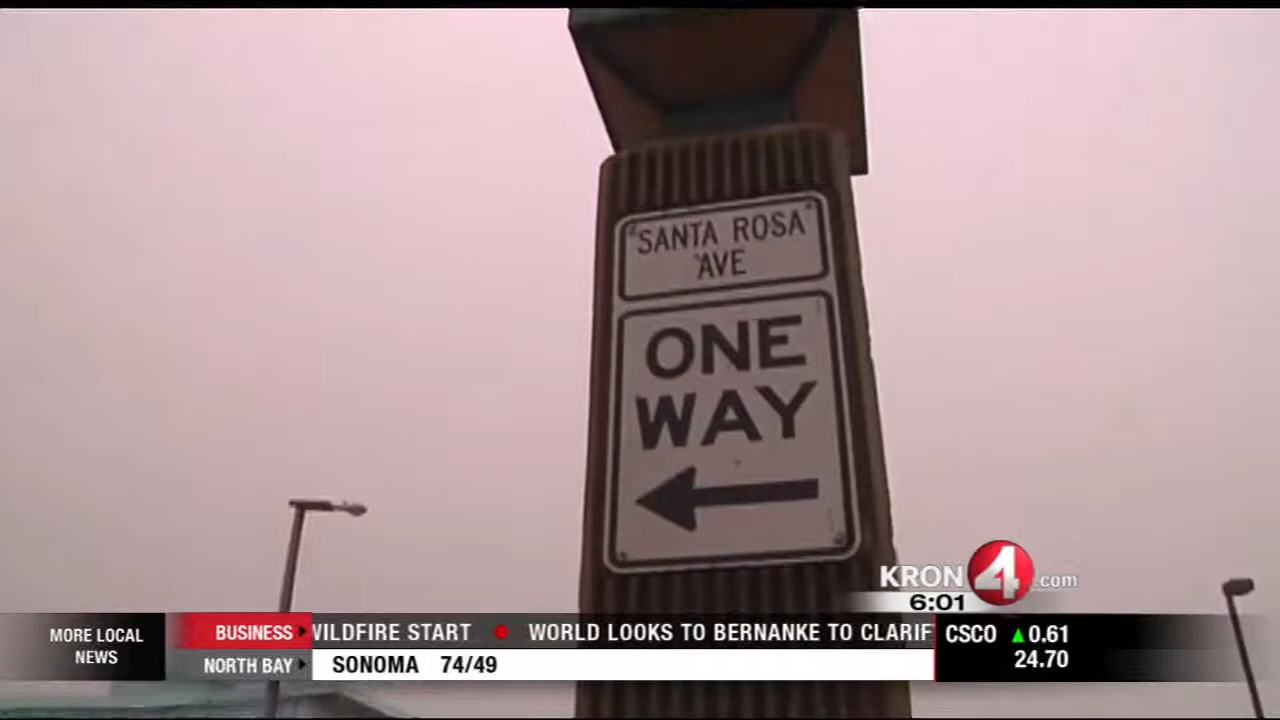 SANTA ROSA
AVE
ONE
WAY
KRON 4 .com
6:01
MORE LOCAL
NEWS
BUSINESS
WILDFIRE START • WORLD LOOKS TO BERNANKE TO CLARIF
CSCO ▲0.61
24.70
NORTH BAY
SONOMA 74/49